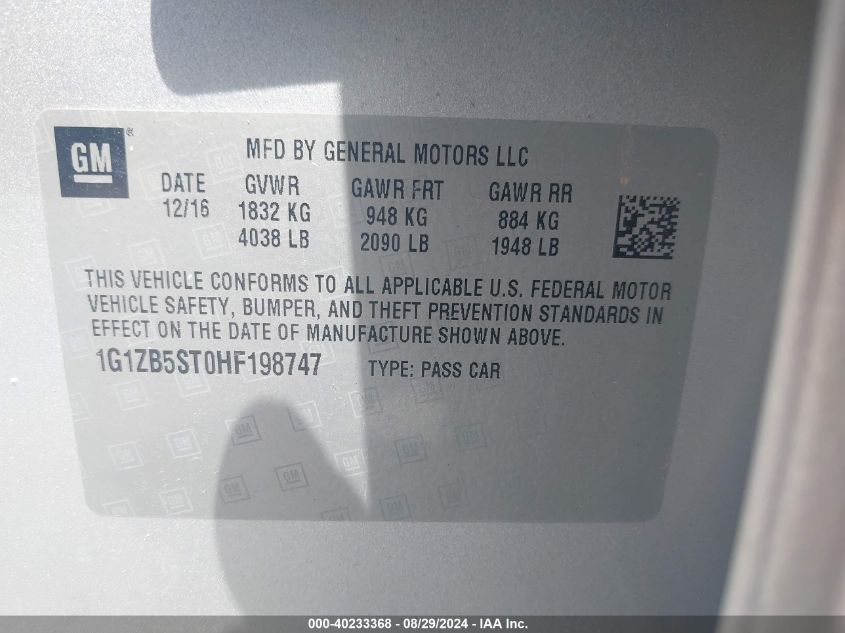 GM®
MFD BY GENERAL MOTORS LLC
DATE GVWR GAWR FRT GAWR RR
12/16 1832 KG 948 KG 884 KG
4038 LB 2090 LB 1948 LB
THIS VEHICLE CONFORMS TO ALL APPLICABLE U.S. FEDERAL MOTOR
VEHICLE SAFETY, BUMPER, AND THEFT PREVENTION STANDARDS IN
EFFECT ON THE DATE OF MANUFACTURE SHOWN ABOVE.
1G1ZB5ST0HF198747 TYPE: PASS CAR
000-40233368 - 08/29/2024 - IAA Inc.